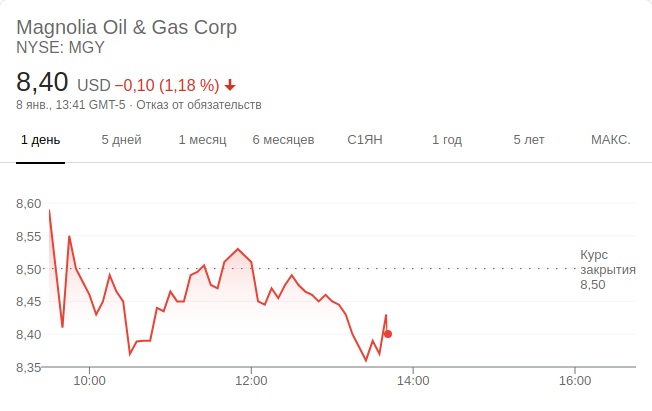 Magnolia Oil & Gas Corp
NYSE: MGY
8,40 USD −0,10 (1,18 %)
8 янв., 13:41 GMT-5 · Отказ от обязательств
1 день 5 дней 1 месяц 6 месяцев С1ЯН 1 год 5 лет МАКС.
8,60
8,55
8,50
8,45
8,40
8,35
Курс
закрытия
8,50
10:00 12:00 14:00 16:00